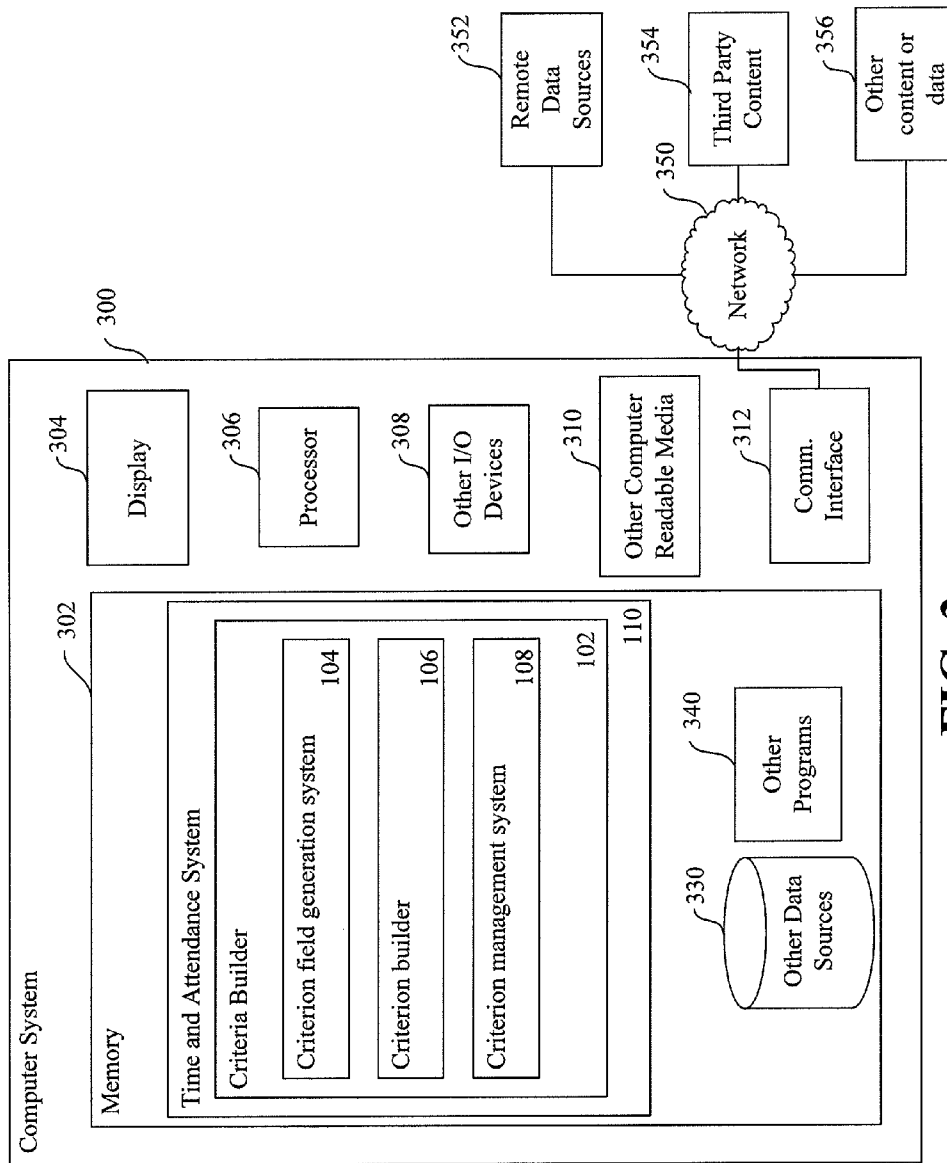 Computer System
300
Memory
302
Time and Attendance System
Criteria Builder
Criterion field generation system
104
Criterion builder
106
Criterion management system
108
102
110
330
Other Data
Sources
340
Other
Programs
304
Display
306
Processor
308
Other I/O
Devices
310
Other Computer
Readable Media
312
Comm.
Interface
350
Network
352
Remote
Data
Sources
354
Third Party
Content
356
Other
content or
data